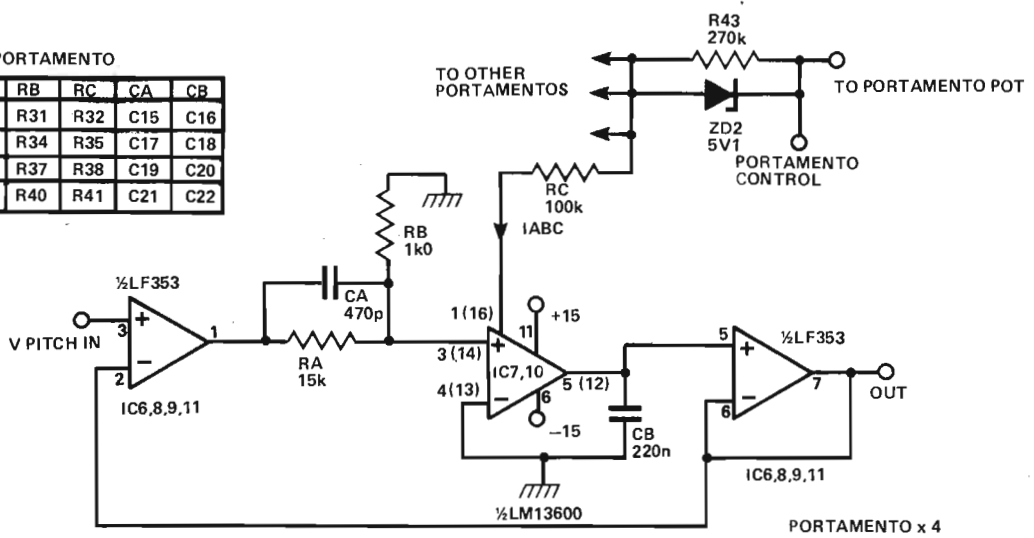 PORTAMENTO
RB RC CA CB
R31 R32 C15 C16
R34 R35 C17 C18
R37 R38 C19 C20
R40 R41 C21 C22
R43
270k
TO PORTAMENTO POT
TO OTHER
PORTAMENTOS
ZD2
5V1
PORTAMENTO
CONTROL
RC
100k
IABC
RB
1k0
½LF353
CA
470p
V PITCH IN
3
+
1
−
2
IC6,8,9,11
RA
15k
1 (16)
+15
11
3 (14)
+
IC7,10
4 (13)
−
5 (12)
6
−15
CB
220n
½LM13600
½LF353
5
+
7
−
6
OUT
IC6,8,9,11
PORTAMENTO x 4